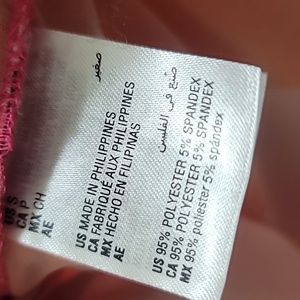 US S
CA P
MX CH
AE
صغير
US MADE IN PHILIPPINES
CA FABRIQUÉ AUX PHILIPPINES
MX HECHO EN FILIPINAS
AE
صنع في الفلبين
US 95% POLYESTER 5% SPANDEX
CA 95% POLYESTER 5% SPANDEX
MX 95% poliéster 5% spandex